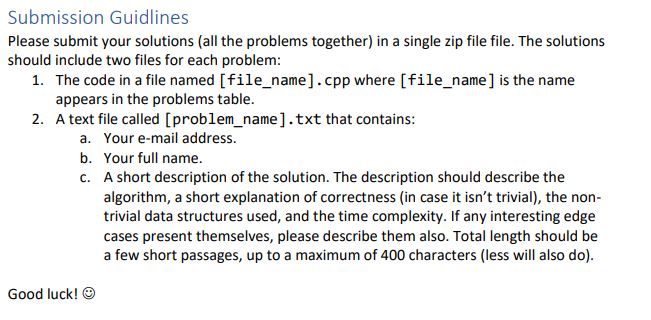 Submission Guidlines
Please submit your solutions (all the problems together) in a single zip file file. The solutions
should include two files for each problem:
1. The code in a file named [file_name].cpp where [file_name] is the name
appears in the problems table.
2. A text file called [problem_name].txt that contains:
a. Your e-mail address.
b. Your full name.
c. A short description of the solution. The description should describe the
algorithm, a short explanation of correctness (in case it isn’t trivial), the non-
trivial data structures used, and the time complexity. If any interesting edge
cases present themselves, please describe them also. Total length should be
a few short passages, up to a maximum of 400 characters (less will also do).
Good luck! ☺